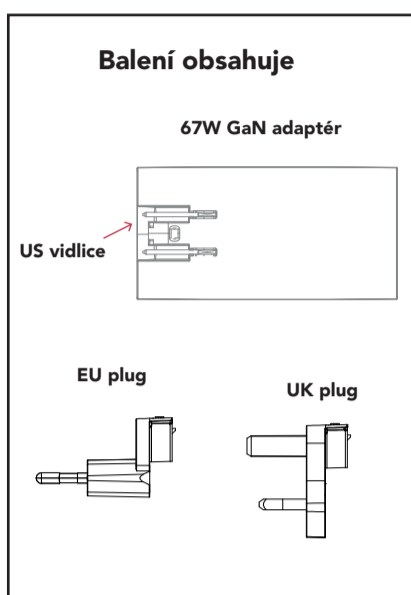 Balení obsahuje
67W GaN adaptér
US vidlice
EU plug
UK plug